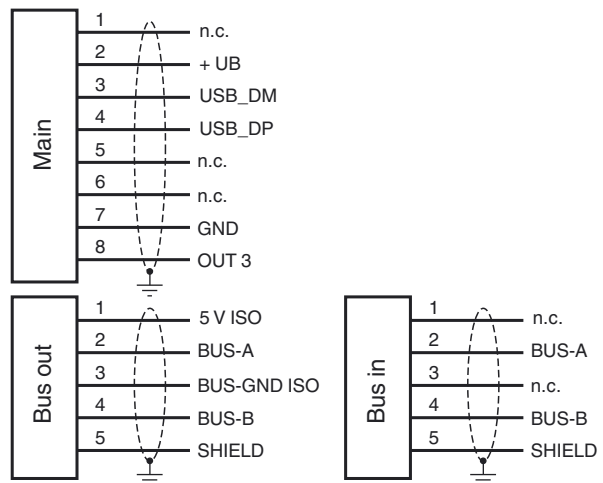 Main
1 n.c.
2 + UB
3 USB_DM
4 USB_DP
5 n.c.
6 n.c.
7 GND
8 OUT 3
Bus out
1 5 V ISO
2 BUS-A
3 BUS-GND ISO
4 BUS-B
5 SHIELD
Bus in
1 n.c.
2 BUS-A
3 n.c.
4 BUS-B
5 SHIELD